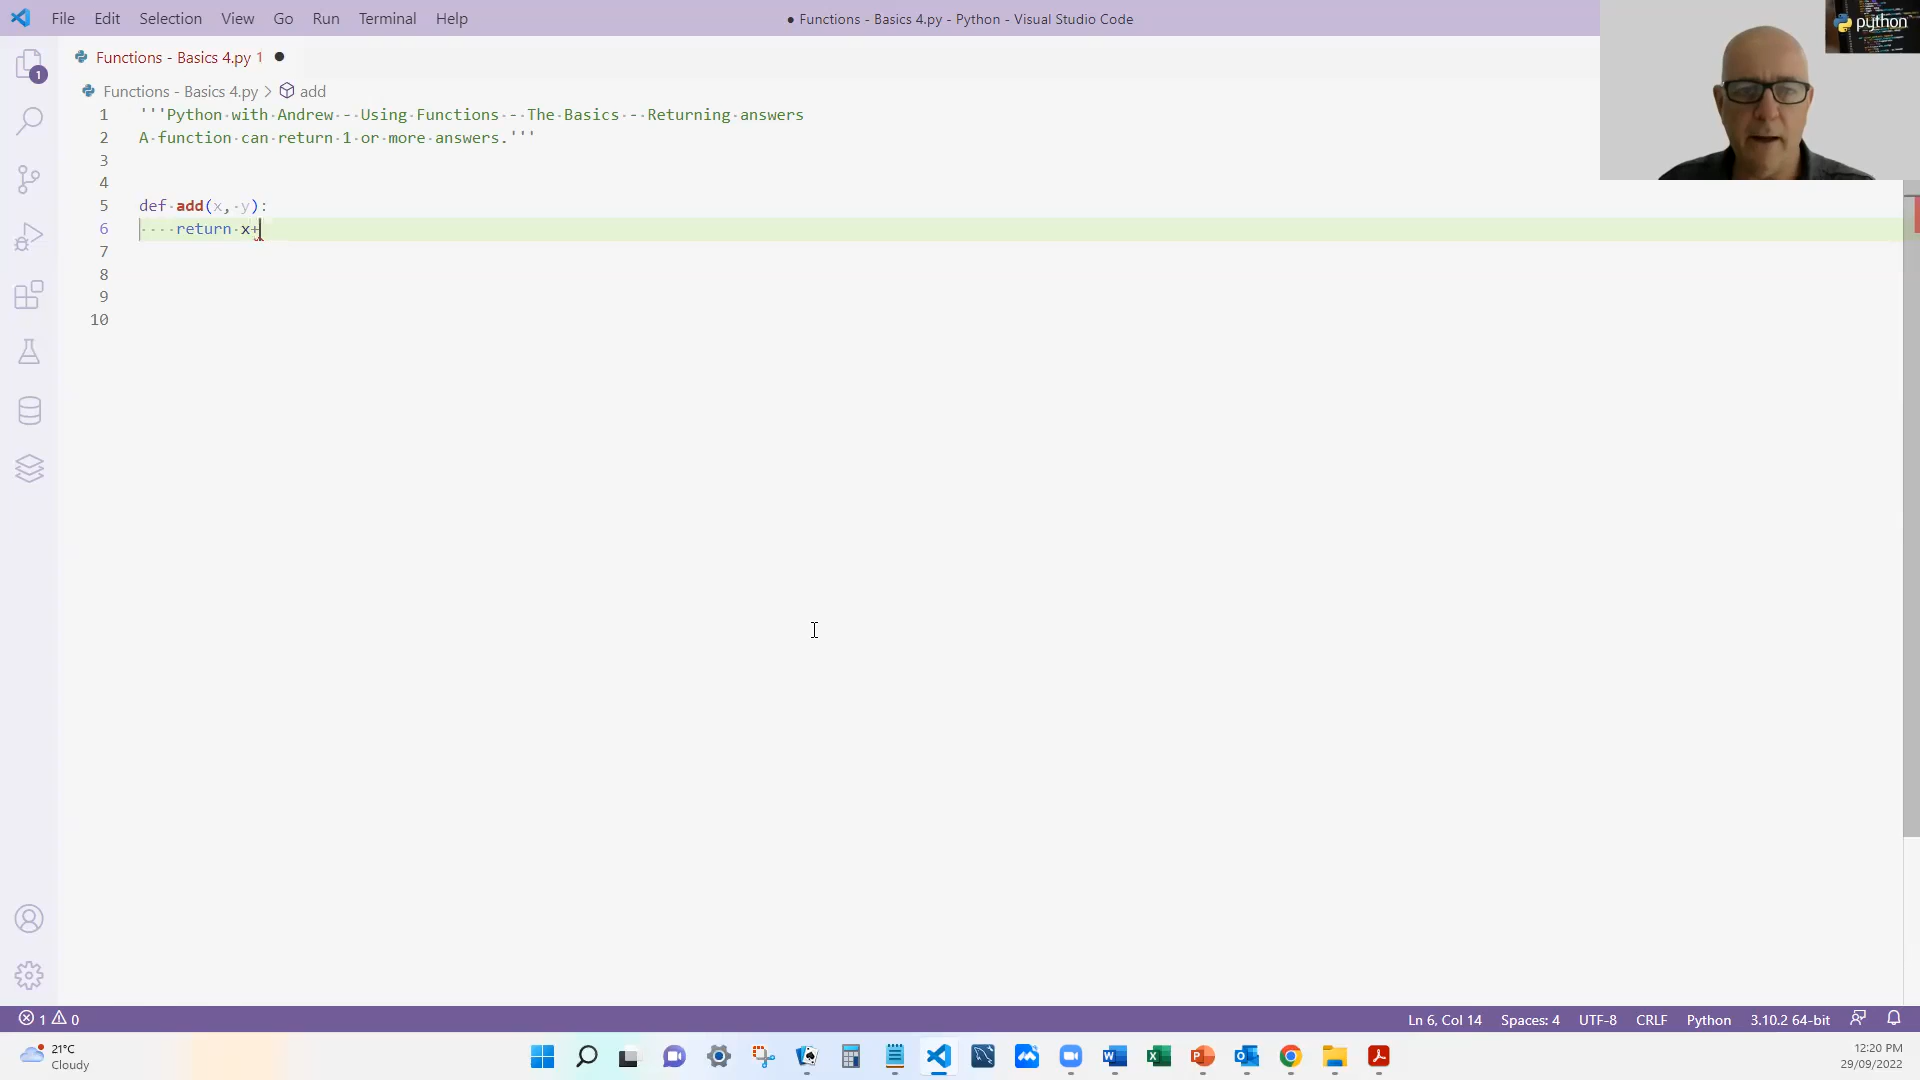 File Edit Selection View Go Run Terminal Help
● Functions - Basics 4.py - Python - Visual Studio Code
python
Functions - Basics 4.py 1 ●
Functions - Basics 4.py > add
1 '''Python with Andrew - Using Functions - The Basics - Returning answers
2 A function can return 1 or more answers.'''
3
4
5 def add(x, y):
6 return x+
7
8
9
10
1
1 0
Ln 6, Col 14 Spaces: 4 UTF-8 CRLF Python 3.10.2 64-bit
21°C
Cloudy
12:20 PM
29/09/2022